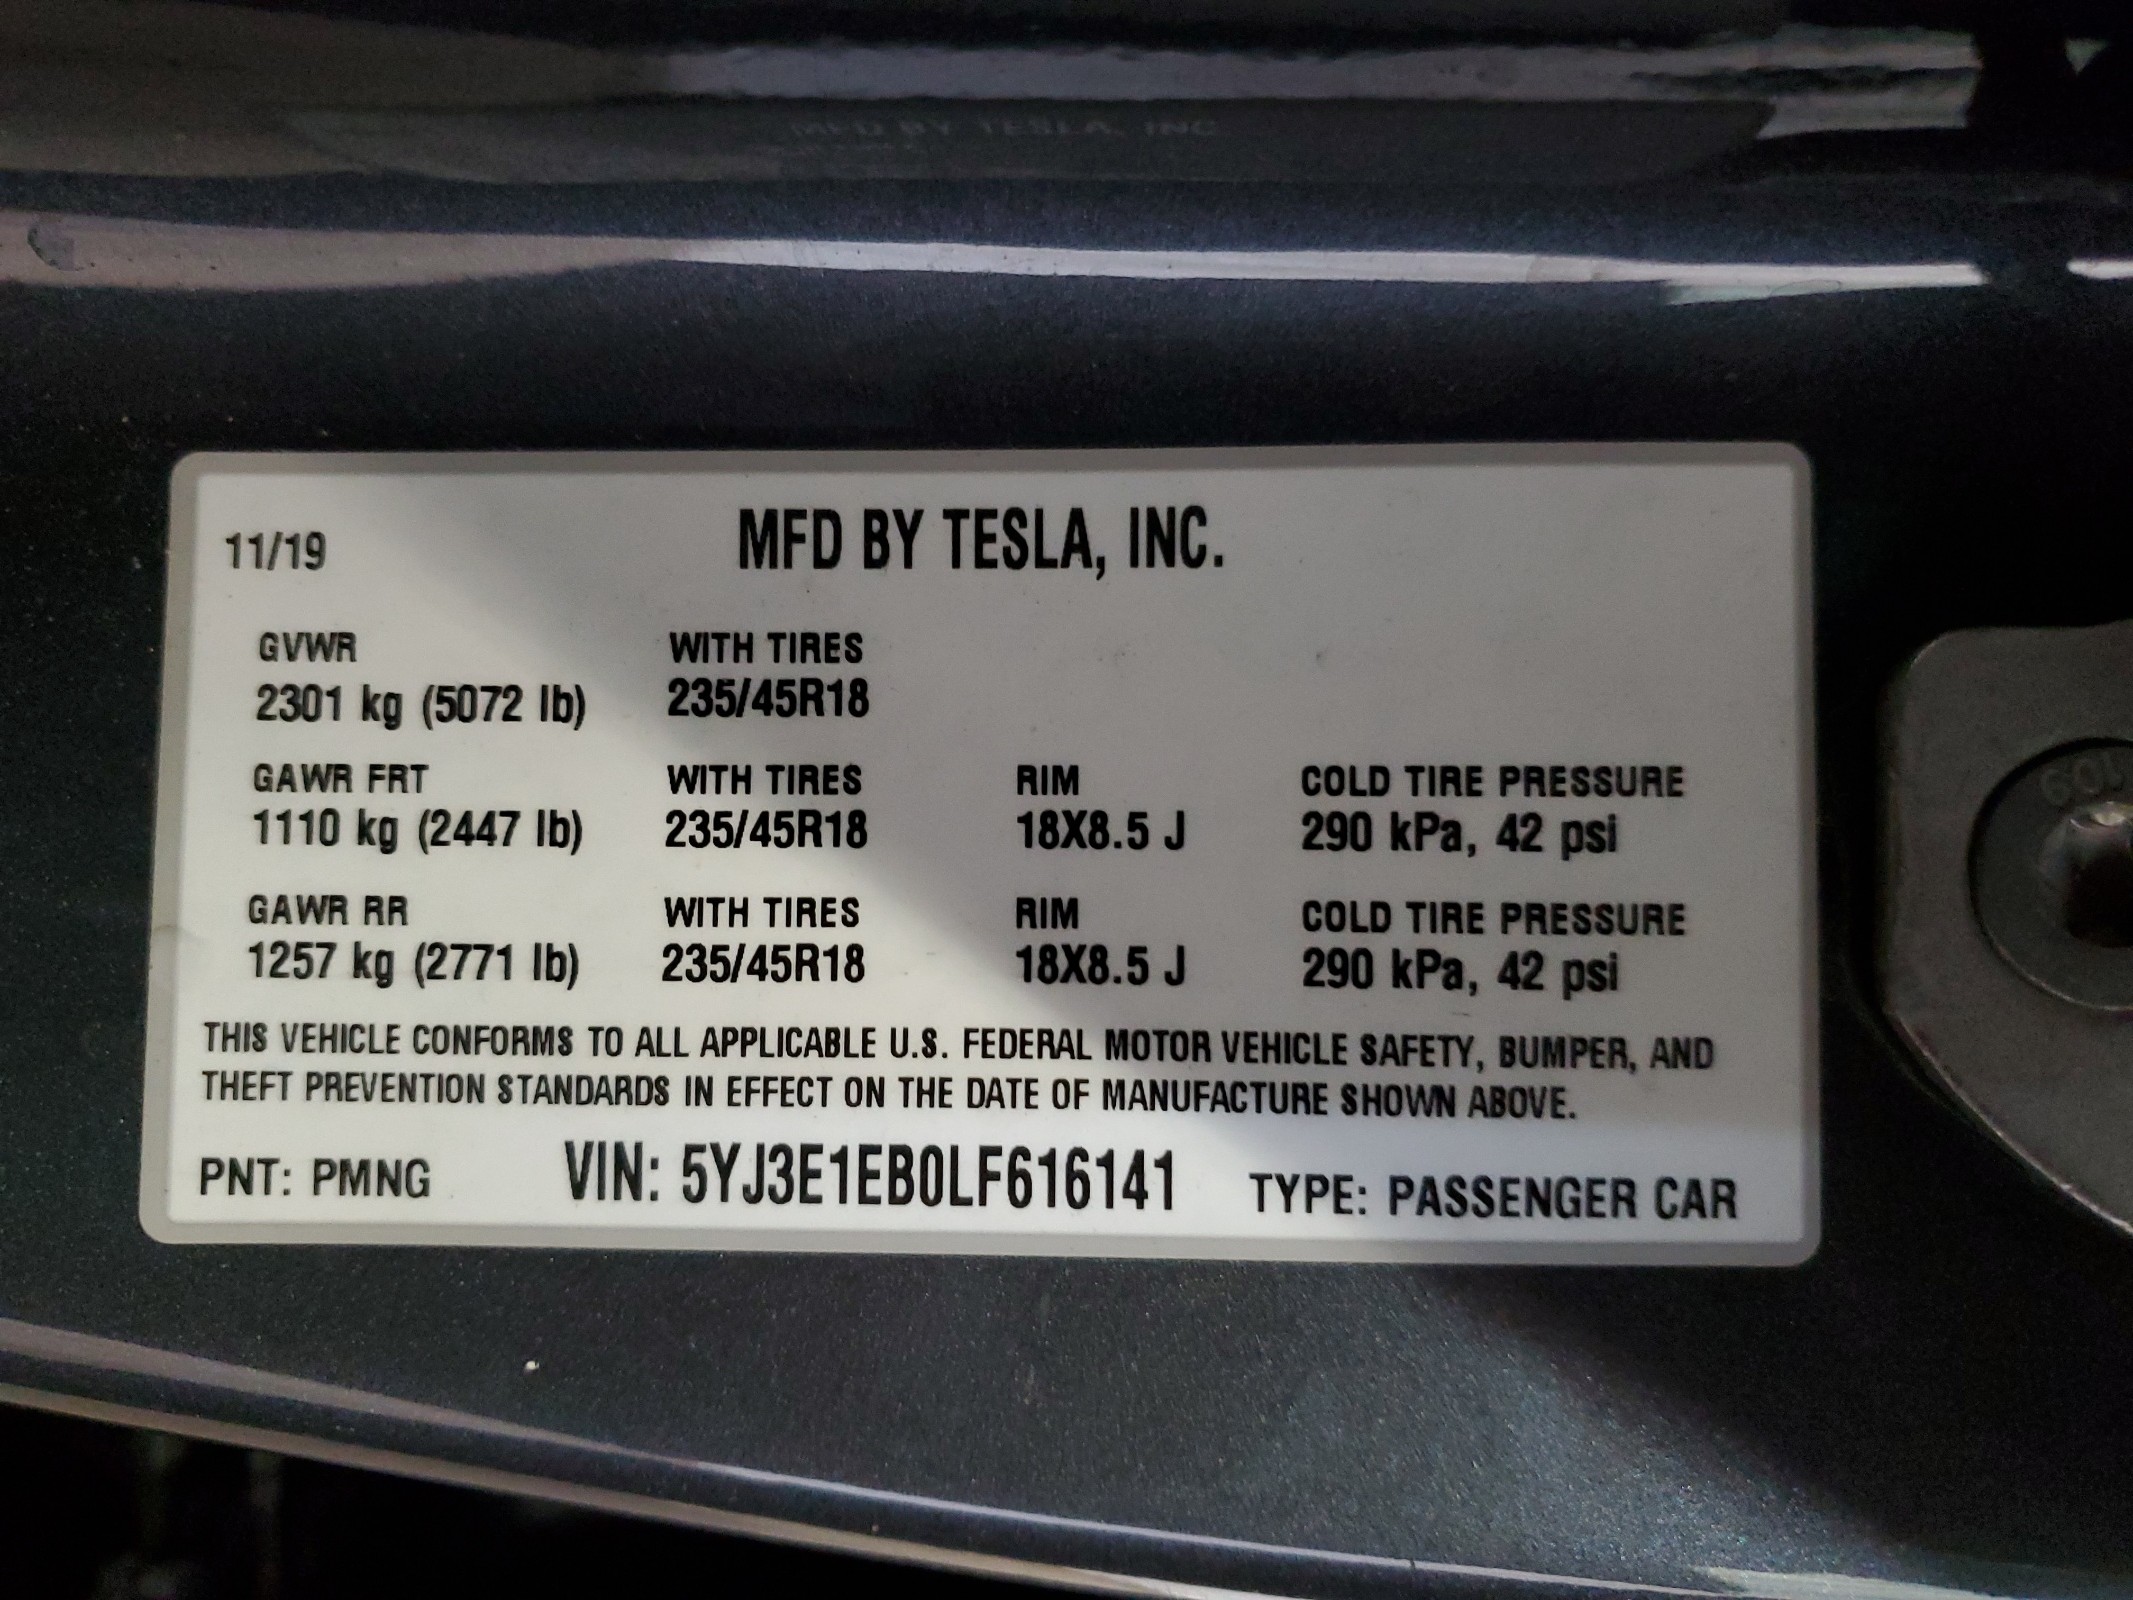 MFD BY TESLA, INC
11/19 MFD BY TESLA, INC.
GVWR WITH TIRES
2301 kg (5072 lb) 235/45R18
GAWR FRT WITH TIRES RIM COLD TIRE PRESSURE
1110 kg (2447 lb) 235/45R18 18X8.5 J 290 kPa, 42 psi
GAWR RR WITH TIRES RIM COLD TIRE PRESSURE
1257 kg (2771 lb) 235/45R18 18X8.5 J 290 kPa, 42 psi
THIS VEHICLE CONFORMS TO ALL APPLICABLE U.S. FEDERAL MOTOR VEHICLE SAFETY, BUMPER, AND
THEFT PREVENTION STANDARDS IN EFFECT ON THE DATE OF MANUFACTURE SHOWN ABOVE.
PNT: PMNG VIN: 5YJ3E1EB0LF616141 TYPE: PASSENGER CAR